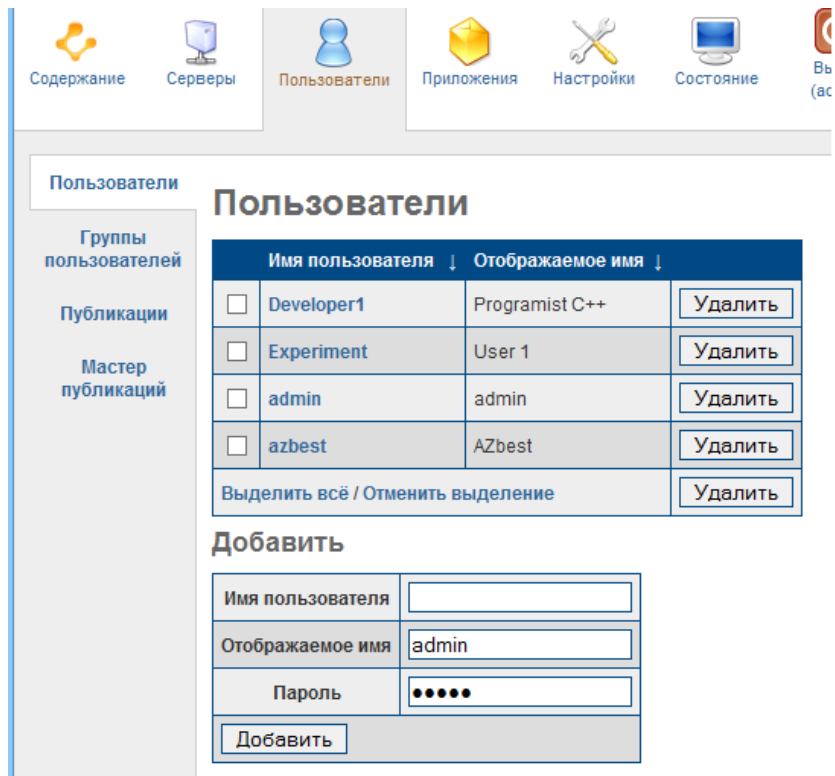 Содержание Серверы Пользователи Приложения Настройки Состояние
Пользователи
Группы
пользователей
Публикации
Мастер
публикаций
Пользователи
Имя пользователя ↓ Отображаемое имя ↓
Developer1 Programist C++ Удалить
Experiment User 1 Удалить
admin admin Удалить
azbest AZbest Удалить
Выделить всё / Отменить выделение Удалить
Добавить
Имя пользователя
Отображаемое имя admin
Пароль •••••
Добавить